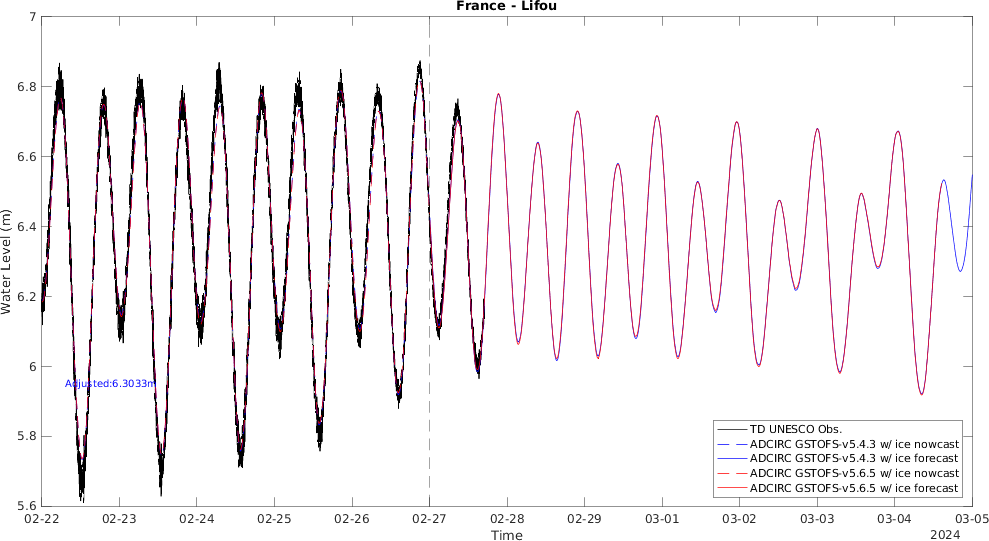 France - Lifou
Water Level (m)
7
6.8
6.6
6.4
6.2
6
5.8
5.6
Adjusted:6.3033m
TD UNESCO Obs.
ADCIRC GSTOFS-v5.4.3 w/ ice nowcast
ADCIRC GSTOFS-v5.4.3 w/ ice forecast
ADCIRC GSTOFS-v5.6.5 w/ ice nowcast
ADCIRC GSTOFS-v5.6.5 w/ ice forecast
02-22 02-23 02-24 02-25 02-26 02-27 02-28 02-29 03-01 03-02 03-03 03-04 03-05
Time
2024